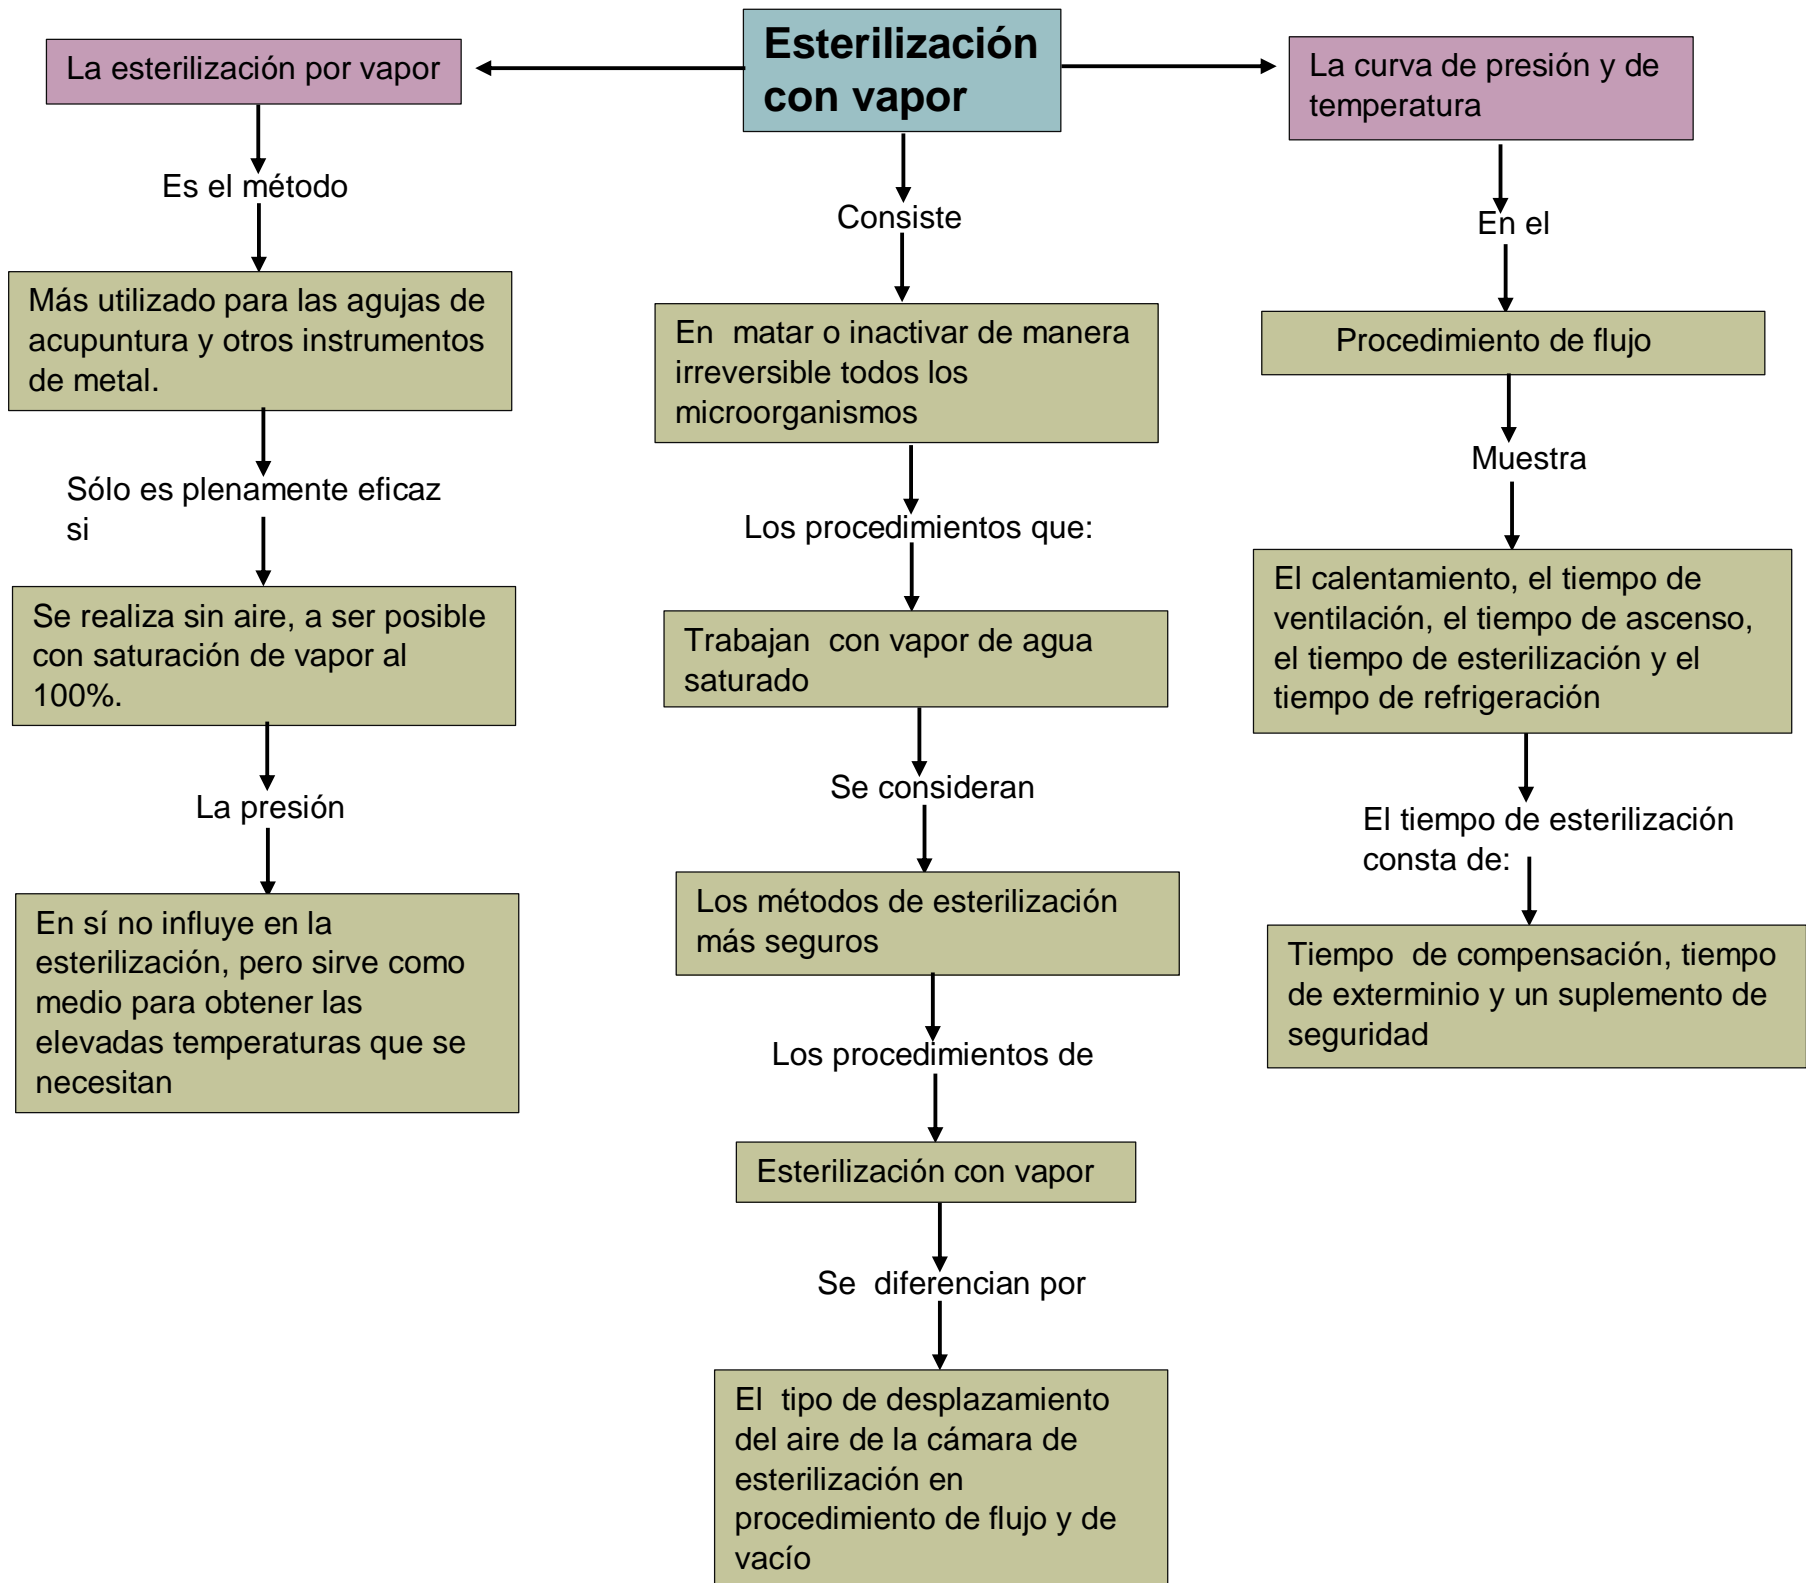 Esterilización
con vapor
La esterilización por vapor
Es el método
Más utilizado para las agujas de
acupuntura y otros instrumentos
de metal.
Sólo es plenamente eficaz
si
Se realiza sin aire, a ser posible
con saturación de vapor al
100%.
La presión
En sí no influye en la
esterilización, pero sirve como
medio para obtener las
elevadas temperaturas que se
necesitan
Consiste
En matar o inactivar de manera
irreversible todos los
microorganismos
Los procedimientos que:
Trabajan con vapor de agua
saturado
Se consideran
Los métodos de esterilización
más seguros
Los procedimientos de
Esterilización con vapor
Se diferencian por
El tipo de desplazamiento
del aire de la cámara de
esterilización en
procedimiento de flujo y de
vacío
La curva de presión y de
temperatura
En el
Procedimiento de flujo
Muestra
El calentamiento, el tiempo de
ventilación, el tiempo de ascenso,
el tiempo de esterilización y el
tiempo de refrigeración
El tiempo de esterilización
consta de:
Tiempo de compensación, tiempo
de exterminio y un suplemento de
seguridad